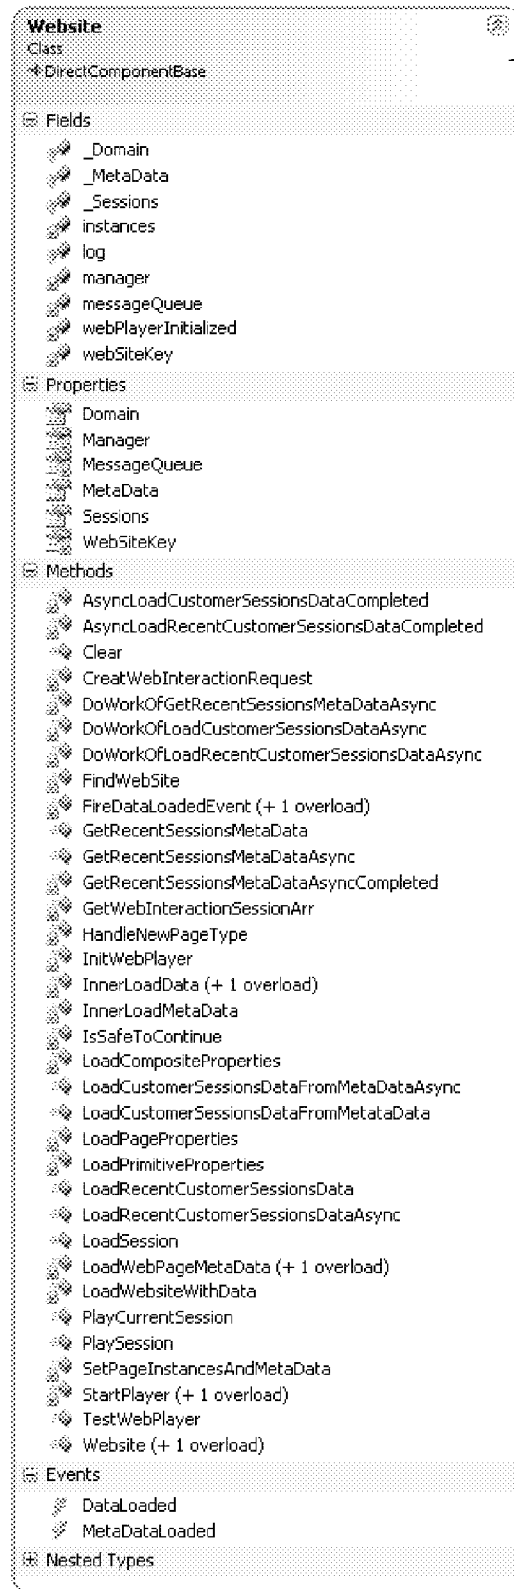 Website
Class
DirectComponentBase
Fields
_Domain
_MetaData
_Sessions
instances
log
manager
messageQueue
webPlayerInitialized
webSiteKey
Properties
Domain
Manager
MessageQueue
MetaData
Sessions
WebSiteKey
Methods
AsyncLoadCustomerSessionsDataCompleted
AsyncLoadRecentCustomerSessionsDataCompleted
Clear
CreatWebInteractionRequest
DoWorkOfGetRecentSessionsMetaDataAsync
DoWorkOfLoadCustomerSessionsDataAsync
DoWorkOfLoadRecentCustomerSessionsDataAsync
FindWebSite
FireDataLoadedEvent (+ 1 overload)
GetRecentSessionsMetaData
GetRecentSessionsMetaDataAsync
GetRecentSessionsMetaDataAsyncCompleted
GetWebInteractionSessionArr
HandleNewPageType
InitWebPlayer
InnerLoadData (+ 1 overload)
InnerLoadMetaData
IsSafeToContinue
LoadCompositeProperties
LoadCustomerSessionsDataFromMetaDataAsync
LoadCustomerSessionsDataFromMetataData
LoadPageProperties
LoadPrimitiveProperties
LoadRecentCustomerSessionsData
LoadRecentCustomerSessionsDataAsync
LoadSession
LoadWebPageMetaData (+ 1 overload)
LoadWebsiteWithData
PlayCurrentSession
PlaySession
SetPageInstancesAndMetaData
StartPlayer (+ 1 overload)
TestWebPlayer
Website (+ 1 overload)
Events
DataLoaded
MetaDataLoaded
Nested Types